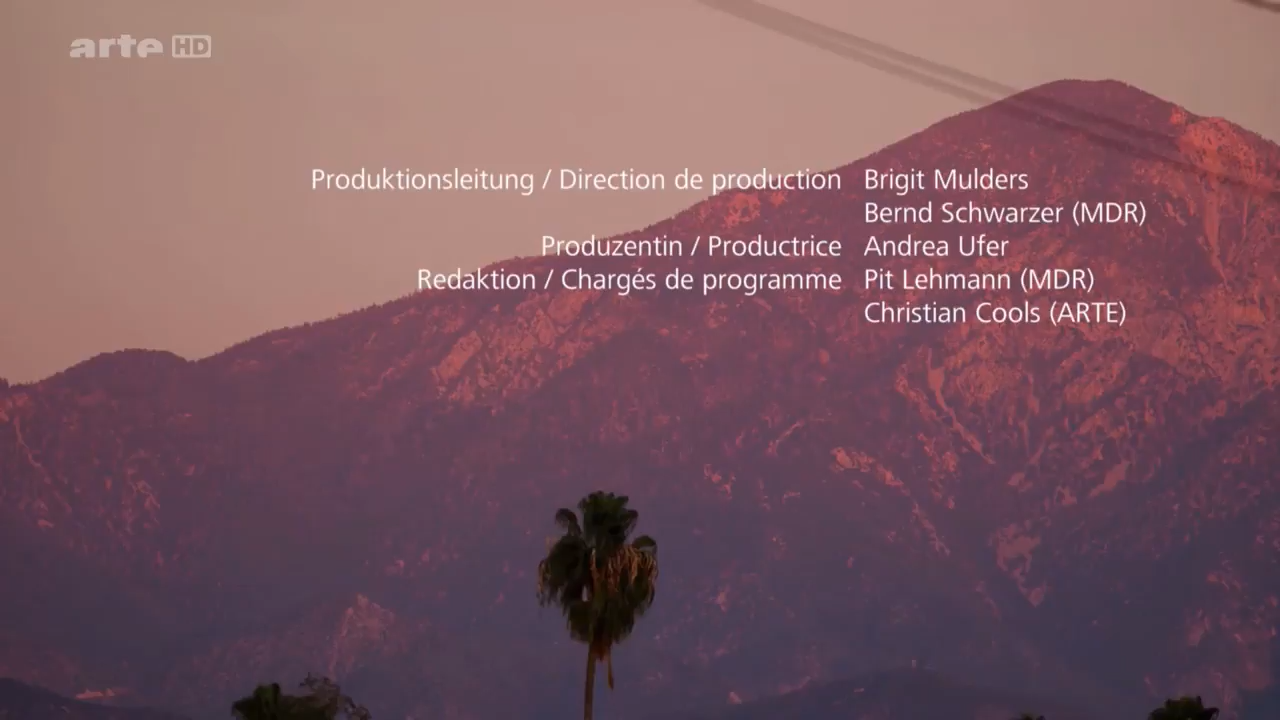 arte HD
Produktionsleitung / Direction de production Brigit Mulders
Bernd Schwarzer (MDR)
Produzentin / Productrice Andrea Ufer
Redaktion / Chargés de programme Pit Lehmann (MDR)
Christian Cools (ARTE)